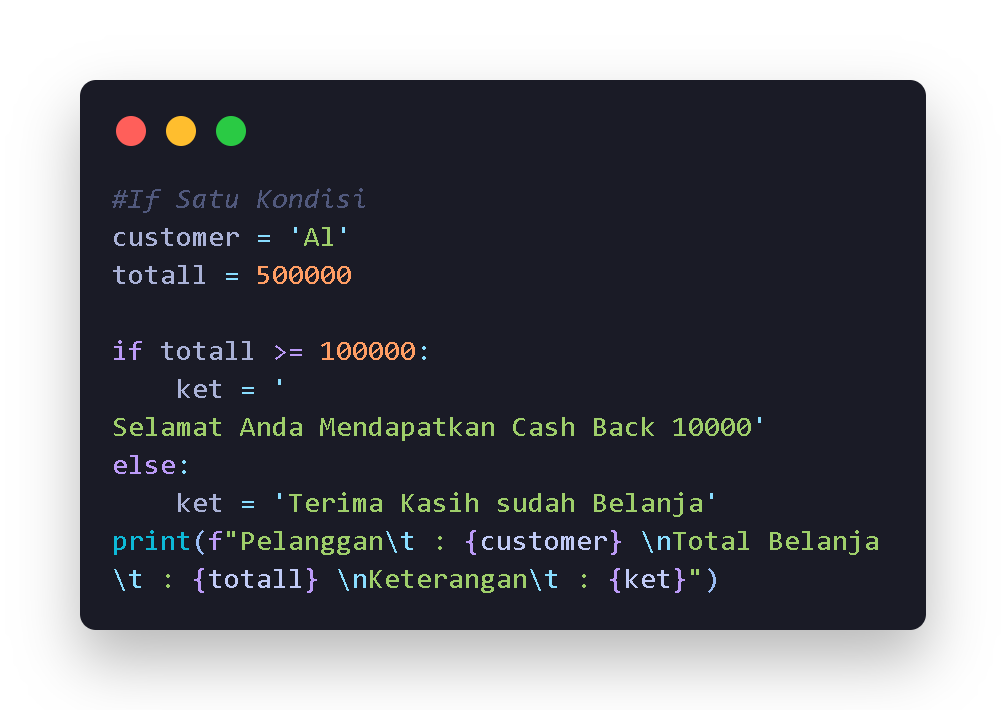 #If Satu Kondisi
customer = 'Al'
totall = 500000

if totall >= 100000:
    ket = '
Selamat Anda Mendapatkan Cash Back 10000'
else:
    ket = 'Terima Kasih sudah Belanja'
print(f"Pelanggan\t : {customer} \nTotal Belanja
\t : {totall} \nKeterangan\t : {ket}")